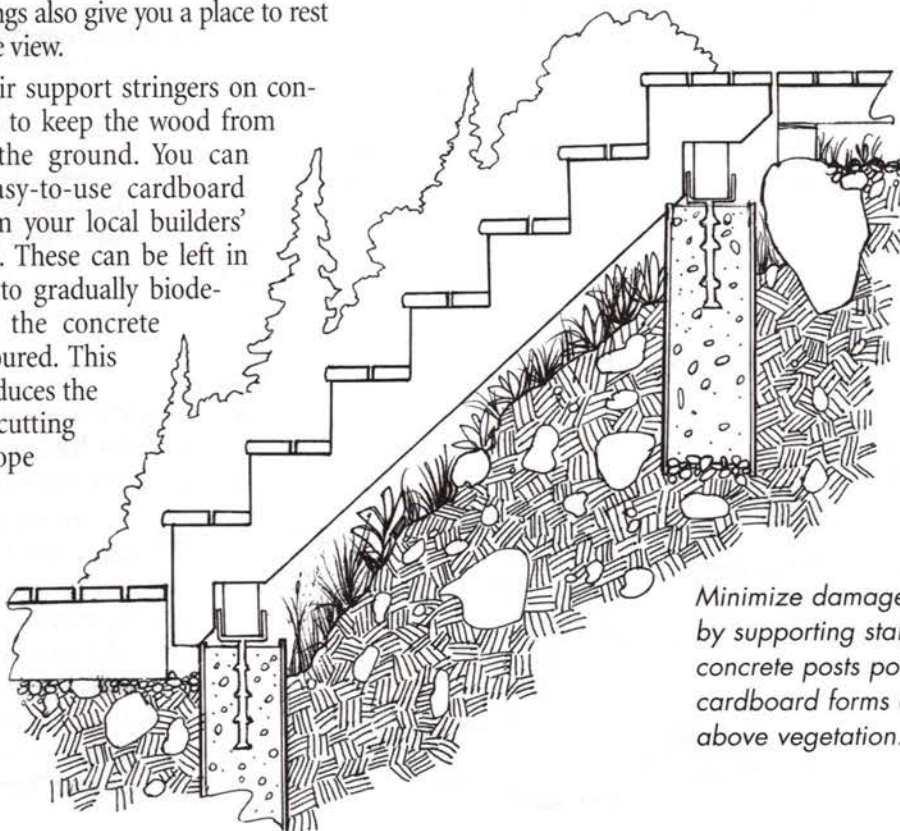 ngs also give you a place to rest
e view.
ir support stringers on con-
to keep the wood from
the ground. You can
asy-to-use cardboard
m your local builders'
. These can be left in
to gradually biode-
the concrete
oured. This
duces the
cutting
ope
Minimize damage
by supporting stai
concrete posts po
cardboard forms
above vegetation.